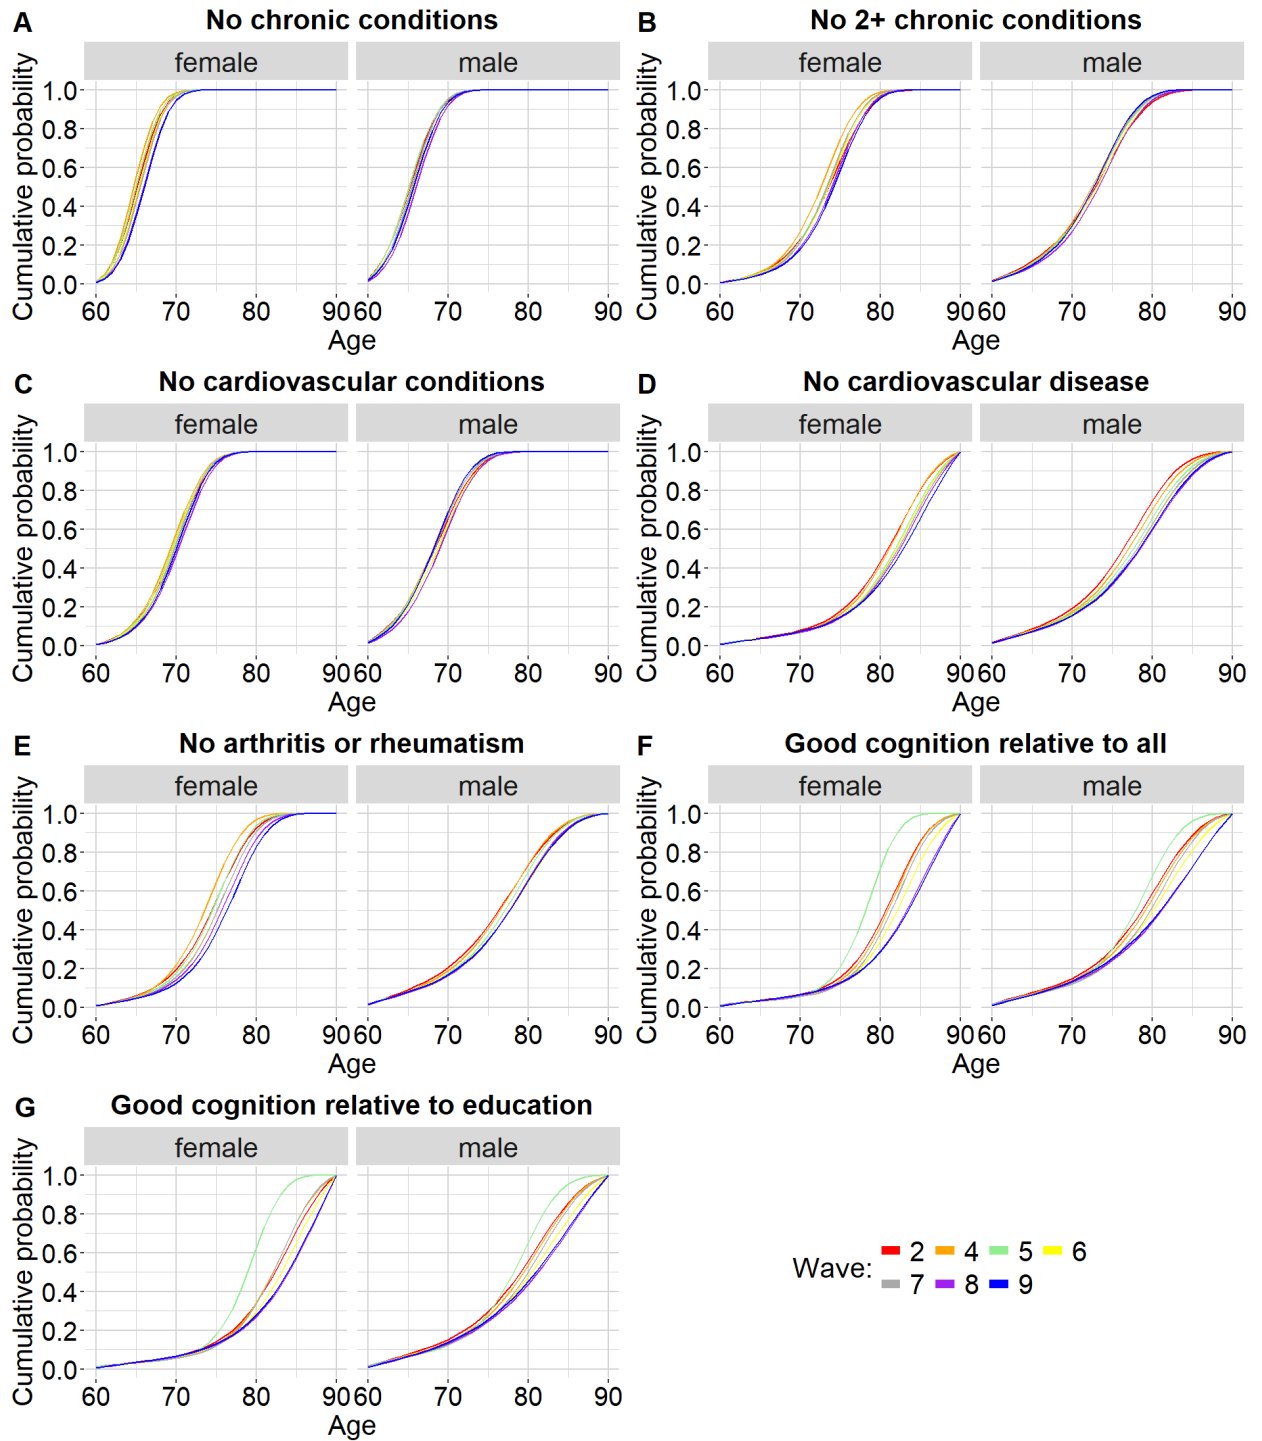 A No chronic conditions
female male
Cumulative probability
1.0
0.8
0.6
0.4
0.2
0.0
60 70 80 90 60 70 80 90
Age
B No 2+ chronic conditions
female male
Cumulative probability
1.0
0.8
0.6
0.4
0.2
0.0
60 70 80 90 60 70 80 90
Age
C No cardiovascular conditions
female male
Cumulative probability
1.0
0.8
0.6
0.4
0.2
0.0
60 70 80 90 60 70 80 90
Age
D No cardiovascular disease
female male
Cumulative probability
1.0
0.8
0.6
0.4
0.2
0.0
60 70 80 90 60 70 80 90
Age
E No arthritis or rheumatism
female male
Cumulative probability
1.0
0.8
0.6
0.4
0.2
0.0
60 70 80 90 60 70 80 90
Age
F Good cognition relative to all
female male
Cumulative probability
1.0
0.8
0.6
0.4
0.2
0.0
60 70 80 90 60 70 80 90
Age
G Good cognition relative to education
female male
Cumulative probability
1.0
0.8
0.6
0.4
0.2
0.0
60 70 80 90 60 70 80 90
Age
Wave:
2 4 5 6
7 8 9